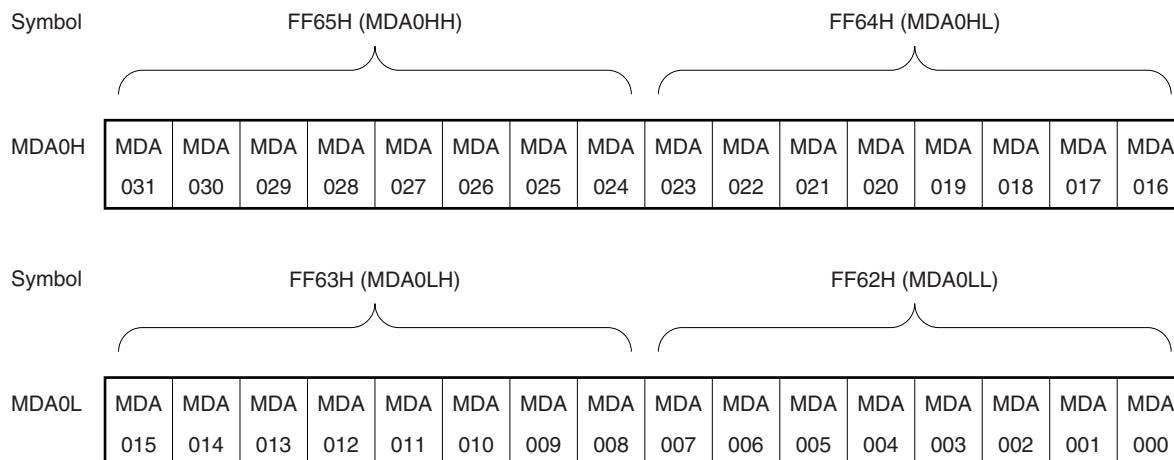 Symbol FF65H (MDA0HH) FF64H (MDA0HL)
MDA0H MDA MDA MDA MDA MDA MDA MDA MDA MDA MDA MDA MDA MDA MDA MDA MDA
031 030 029 028 027 026 025 024 023 022 021 020 019 018 017 016
Symbol FF63H (MDA0LH) FF62H (MDA0LL)
MDA0L MDA MDA MDA MDA MDA MDA MDA MDA MDA MDA MDA MDA MDA MDA MDA MDA
015 014 013 012 011 010 009 008 007 006 005 004 003 002 001 000